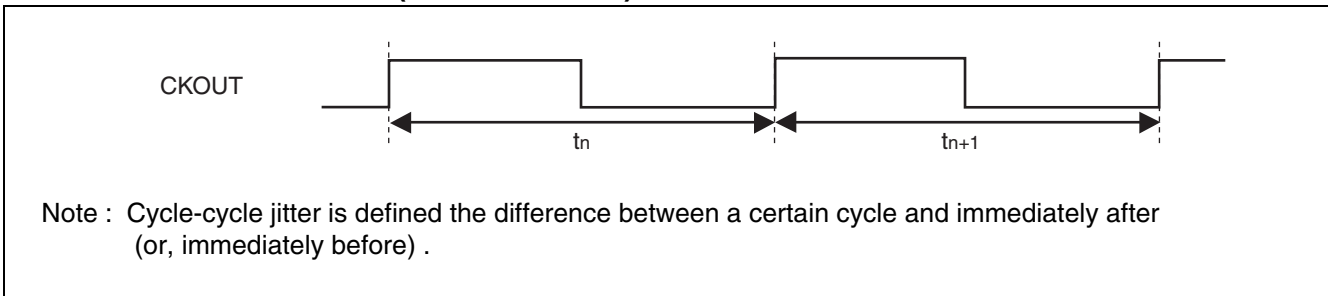 CKOUT
tn
tn+1
Note : Cycle-cycle jitter is defined the difference between a certain cycle and immediately after
(or, immediately before) .